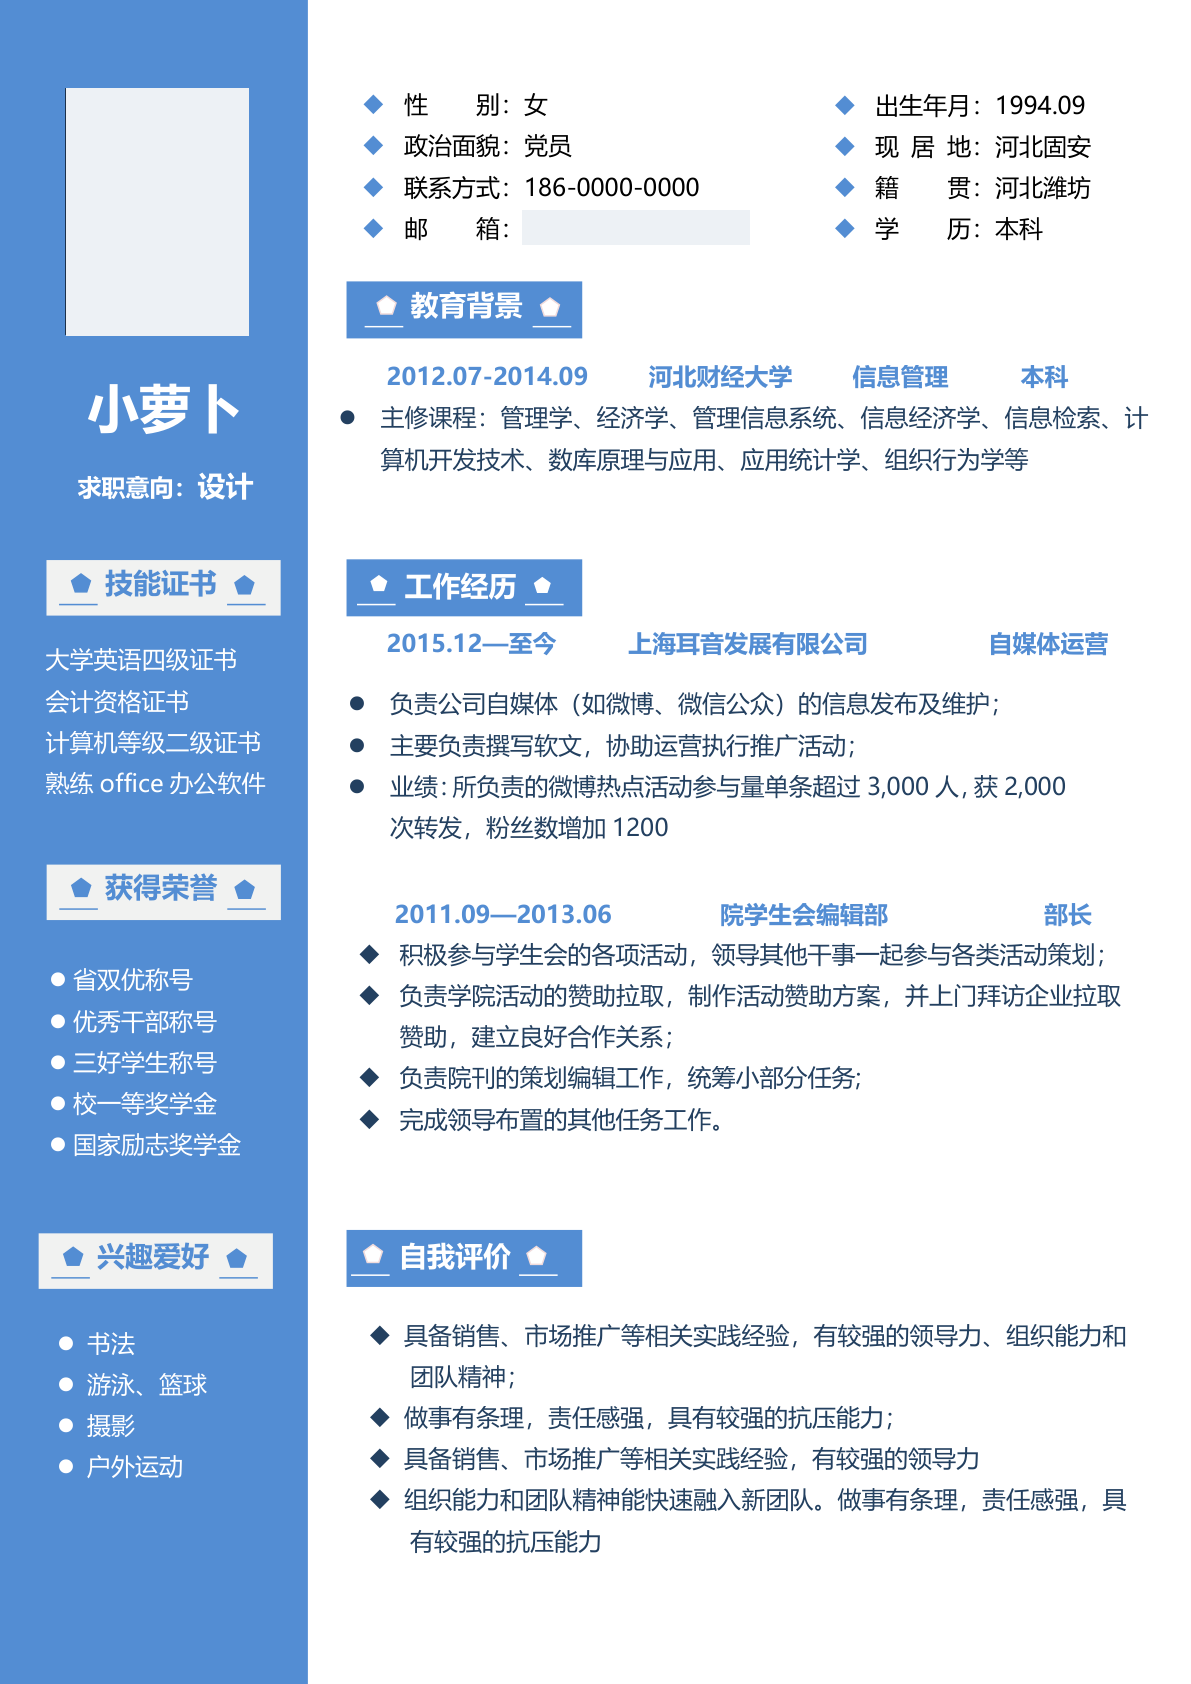 小萝卜
求职意向：设计
技能证书
大学英语四级证书
会计资格证书
计算机等级二级证书
熟练 office 办公软件
获得荣誉
省双优称号
优秀干部称号
三好学生称号
校一等奖学金
国家励志奖学金
兴趣爱好
书法
游泳、篮球
摄影
户外运动
性 别：女
出生年月：1994.09
政治面貌：党员
现 居 地：河北固安
联系方式：186-0000-0000
籍 贯：河北潍坊
邮 箱：
学 历：本科
教育背景
2012.07-2014.09 河北财经大学 信息管理 本科
主修课程：管理学、经济学、管理信息系统、信息经济学、信息检索、计
算机开发技术、数库原理与应用、应用统计学、组织行为学等
工作经历
2015.12—至今 上海耳音发展有限公司 自媒体运营
负责公司自媒体（如微博、微信公众）的信息发布及维护；
主要负责撰写软文，协助运营执行推广活动；
业绩：所负责的微博热点活动参与量单条超过 3,000 人，获 2,000
次转发，粉丝数增加 1200
2011.09—2013.06 院学生会编辑部 部长
积极参与学生会的各项活动，领导其他干事一起参与各类活动策划；
负责学院活动的赞助拉取，制作活动赞助方案，并上门拜访企业拉取
赞助，建立良好合作关系；
负责院刊的策划编辑工作，统筹小部分任务;
完成领导布置的其他任务工作。
自我评价
具备销售、市场推广等相关实践经验，有较强的领导力、组织能力和
团队精神；
做事有条理，责任感强，具有较强的抗压能力；
具备销售、市场推广等相关实践经验，有较强的领导力
组织能力和团队精神能快速融入新团队。做事有条理，责任感强，具
有较强的抗压能力